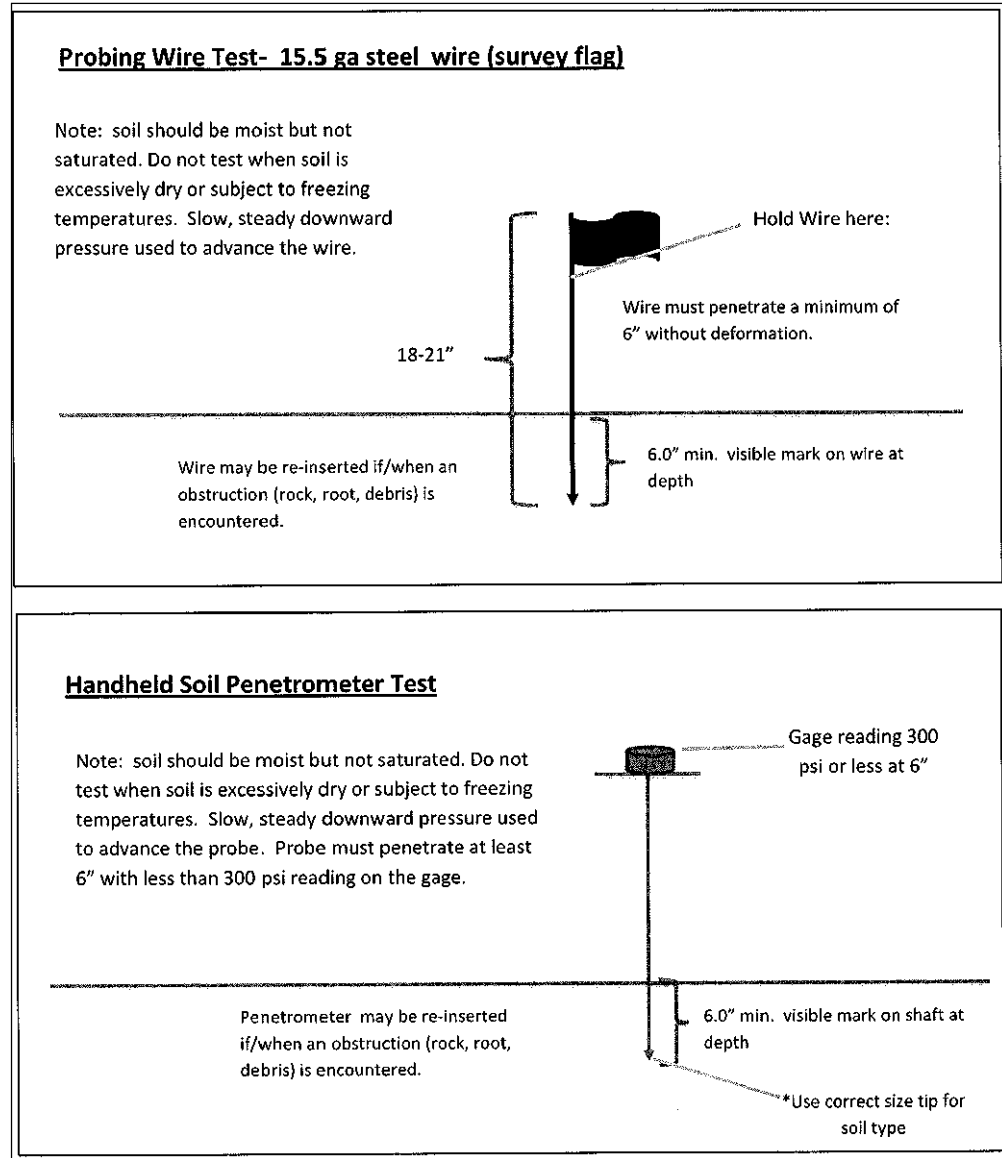 Probing Wire Test-  15.5 ga steel  wire (survey flag)
Note:  soil should be moist but not
saturated. Do not test when soil is
excessively dry or subject to freezing
temperatures.  Slow, steady downward
pressure used to advance the wire.
Hold Wire here:
Wire must penetrate a minimum of
6" without deformation.
18-21"
6.0" min.  visible mark on wire at
depth
Wire may be re-inserted if/when an
obstruction (rock, root, debris) is
encountered.
Handheld Soil Penetrometer Test
Gage reading 300
psi or less at 6"
Note:  soil should be moist but not saturated. Do not
test when soil is excessively dry or subject to freezing
temperatures.  Slow, steady downward pressure used
to advance the probe.  Probe must penetrate at least
6" with less than 300 psi reading on the gage.
Penetrometer  may be re-inserted
if/when an obstruction (rock, root,
debris) is encountered.
6.0" min.  visible mark on shaft at
depth
*Use correct size tip for
soil type